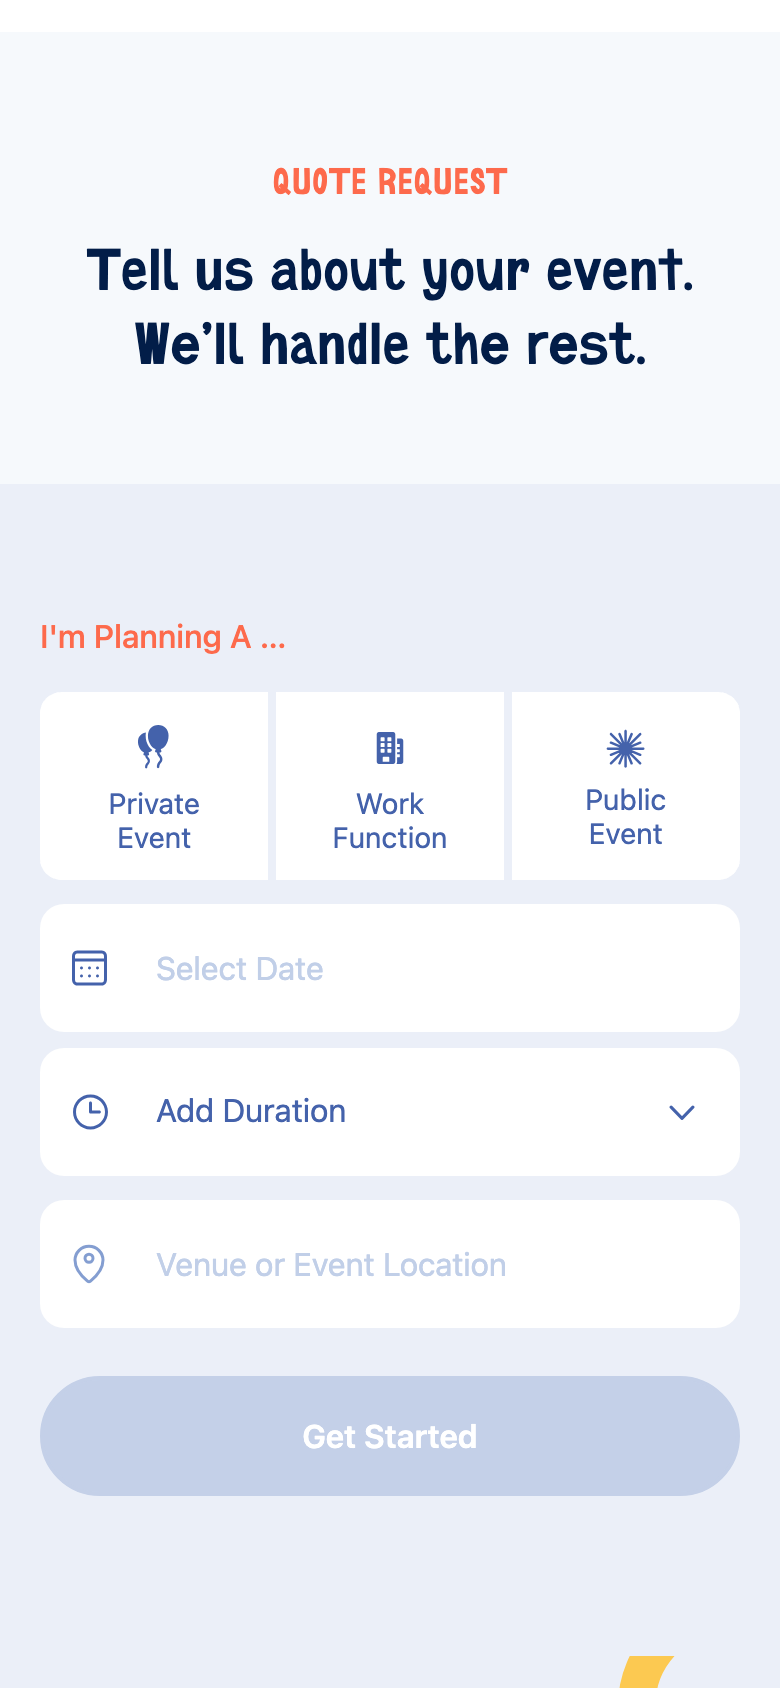 QUOTE REQUEST
Tell us about your event.
We’ll handle the rest.
I'm Planning A ...
Private
Event
Work
Function
Public
Event
Select Date
Add Duration
Venue or Event Location
Get Started